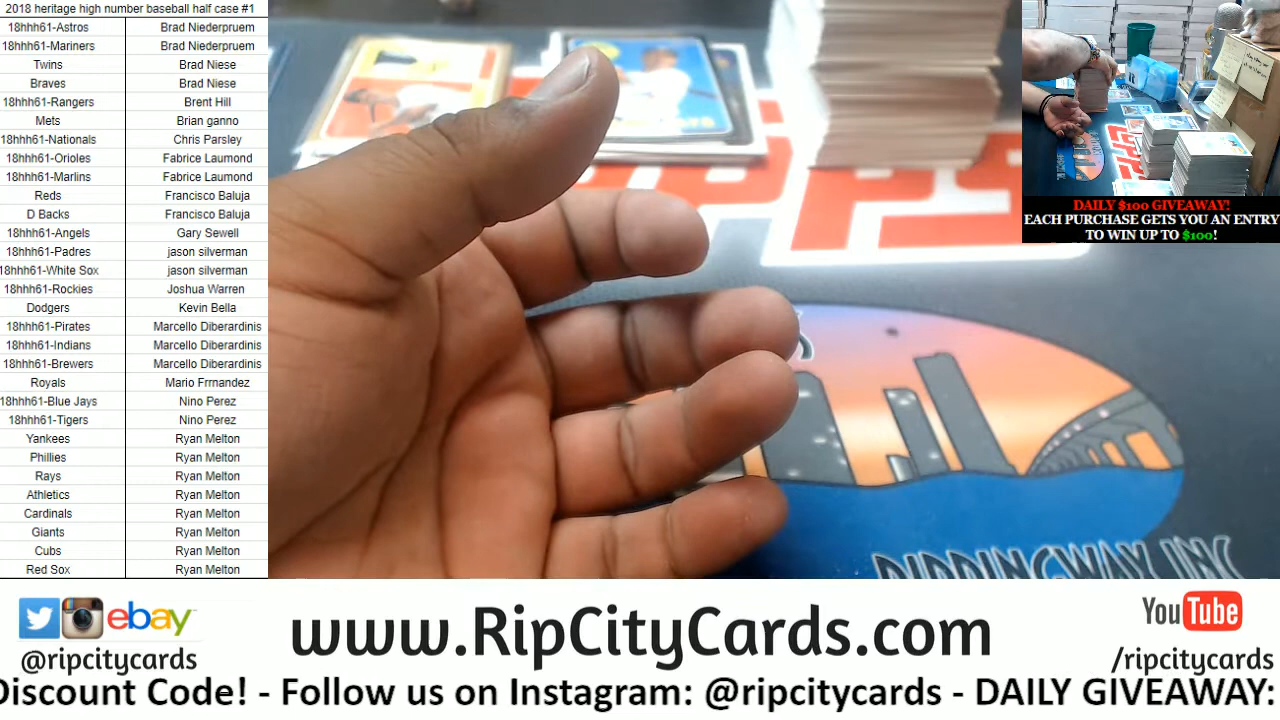 2018 heritage high number baseball half case #1
18hhh61-Astros Brad Niederpruem
18hhh61-Mariners Brad Niederpruem
Twins Brad Niese
Braves Brad Niese
18hhh61-Rangers Brent Hill
Mets Brian ganno
18hhh61-Nationals Chris Parsley
18hhh61-Orioles Fabrice Laumond
18hhh61-Marlins Fabrice Laumond
Reds Francisco Baluja
D Backs Francisco Baluja
18hhh61-Angels Gary Sewell
18hhh61-Padres jason silverman
18hhh61-White Sox jason silverman
18hhh61-Rockies Joshua Warren
Dodgers Kevin Bella
18hhh61-Pirates Marcello Diberardinis
18hhh61-Indians Marcello Diberardinis
18hhh61-Brewers Marcello Diberardinis
Royals Mario Frrnandez
18hhh61-Blue Jays Nino Perez
18hhh61-Tigers Nino Perez
Yankees Ryan Melton
Phillies Ryan Melton
Rays Ryan Melton
Athletics Ryan Melton
Cardinals Ryan Melton
Giants Ryan Melton
Cubs Ryan Melton
Red Sox Ryan Melton
DAILY $100 GIVEAWAY!
EACH PURCHASE GETS YOU AN ENTRY
TO WIN UP TO $100!
RIPPINGWAY, INC
ebay
@ripcitycards
www.RipCityCards.com
YouTube
/ripcitycards
Discount Code! - Follow us on Instagram: @ripcitycards - DAILY GIVEAWAY: